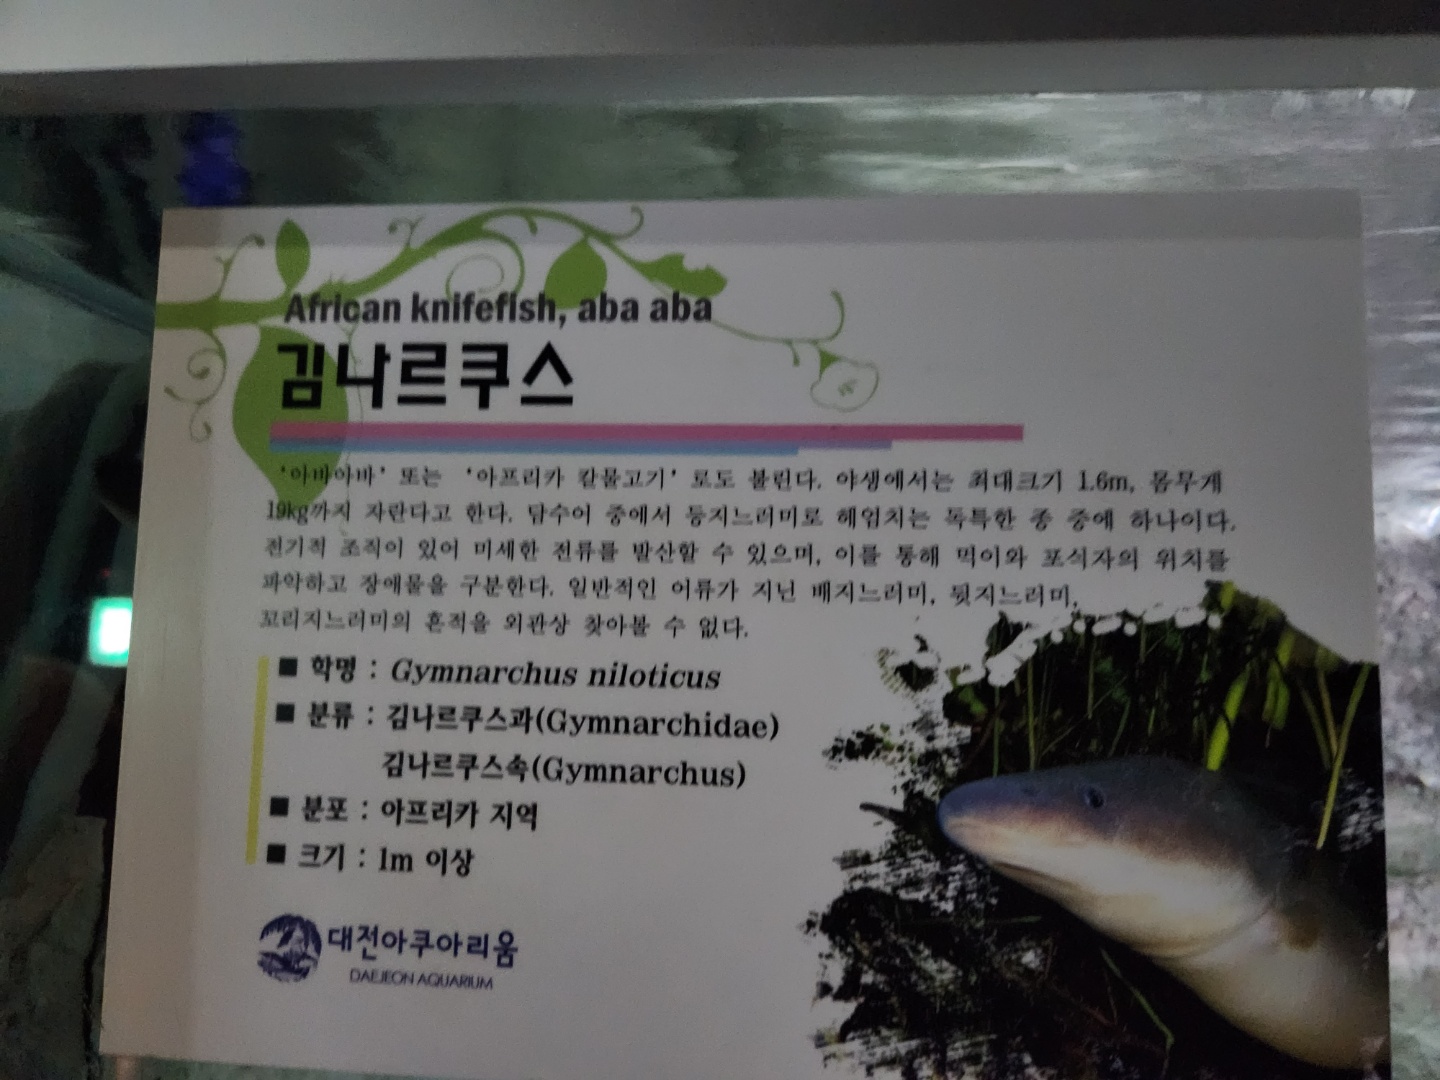 African knifefish, aba aba
김나르쿠스
'아바아바' 또는 '아프리카 칼물고기' 로도 불린다. 야생에서는 최대크기 1.6m, 몸무게
19kg까지 자란다고 한다. 담수어 중에서 등지느러미로 헤엄치는 독특한 종 중에 하나이다.
전기적 조직이 있어 미세한 전류를 발산할 수 있으며, 이를 통해 먹이와 포식자의 위치를
파악하고 장애물을 구분한다. 일반적인 어류가 지닌 배지느러미, 뒷지느러미,
꼬리지느러미의 흔적을 외관상 찾아볼 수 없다.
■ 학명 : Gymnarchus niloticus
■ 분류 : 김나르쿠스과(Gymnarchidae)
김나르쿠스속(Gymnarchus)
■ 분포 : 아프리카 지역
■ 크기 : 1m 이상
대전아쿠아리움
DAEJEON AQUARIUM